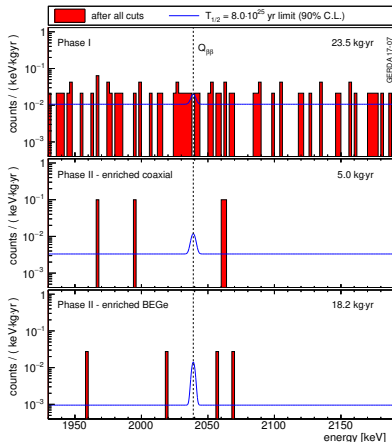 after all cuts
T1/2 = 8.0·10^25 yr limit (90% C.L.)
Phase I
Qββ
23.5 kg·yr
GERDA 17-07
counts / ( keV·kg·yr)
1
10^-1
10^-2
10^-3
Phase II - enriched coaxial
5.0 kg·yr
counts / ( keV·kg·yr)
10^-1
10^-2
10^-3
Phase II - enriched BEGe
18.2 kg·yr
counts / ( keV·kg·yr)
10^-1
10^-2
10^-3
1950
2000
2050
2100
2150
energy [keV]